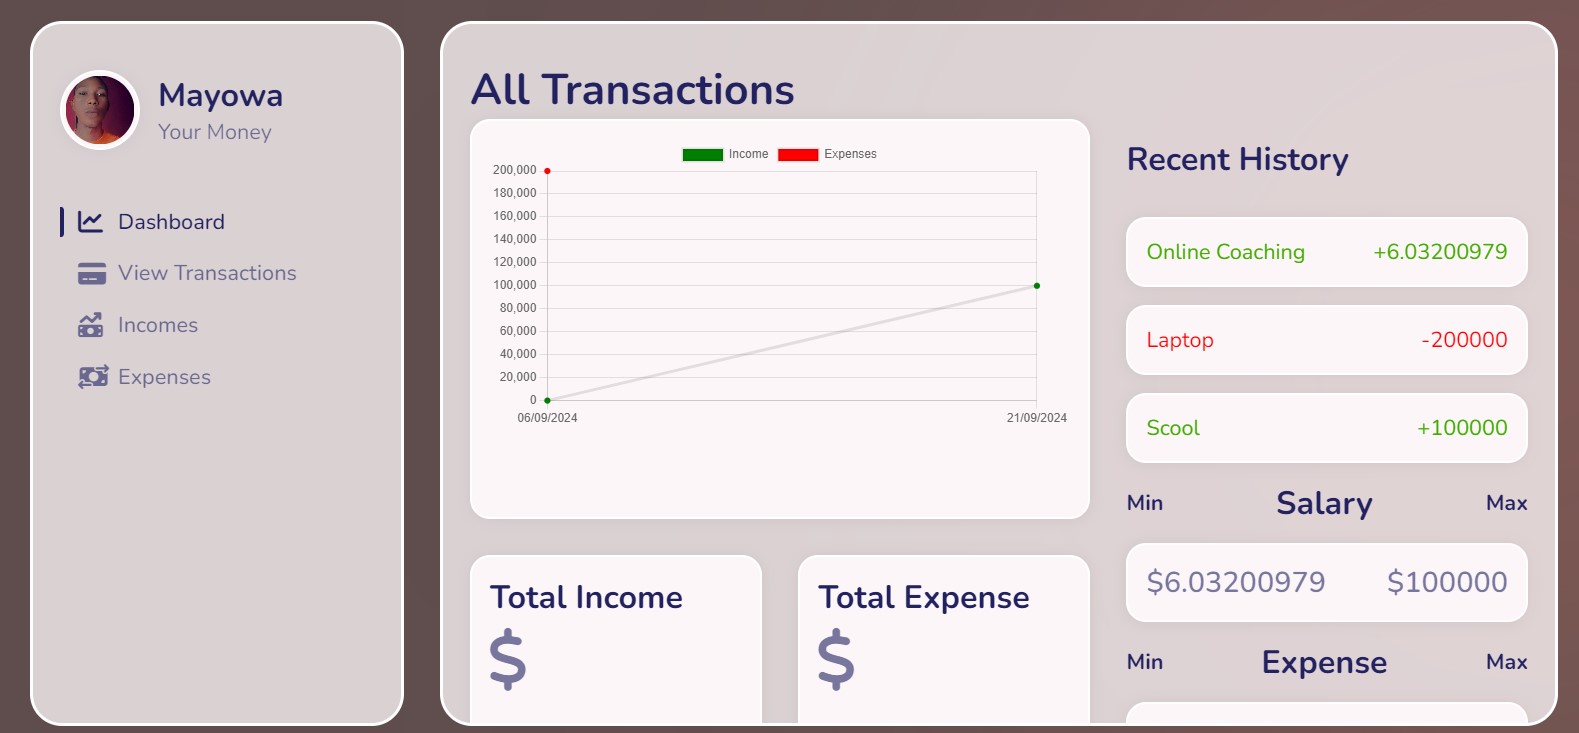 Mayowa
Your Money
Dashboard
View Transactions
Incomes
Expenses
All Transactions
Income Expenses
200,000
180,000
160,000
140,000
120,000
100,000
80,000
60,000
40,000
20,000
0
06/09/2024 21/09/2024
Total Income
$
Total Expense
$
Recent History
Online Coaching +6.03200979
Laptop -200000
Scool +100000
Min Salary Max
$6.03200979 $100000
Min Expense Max